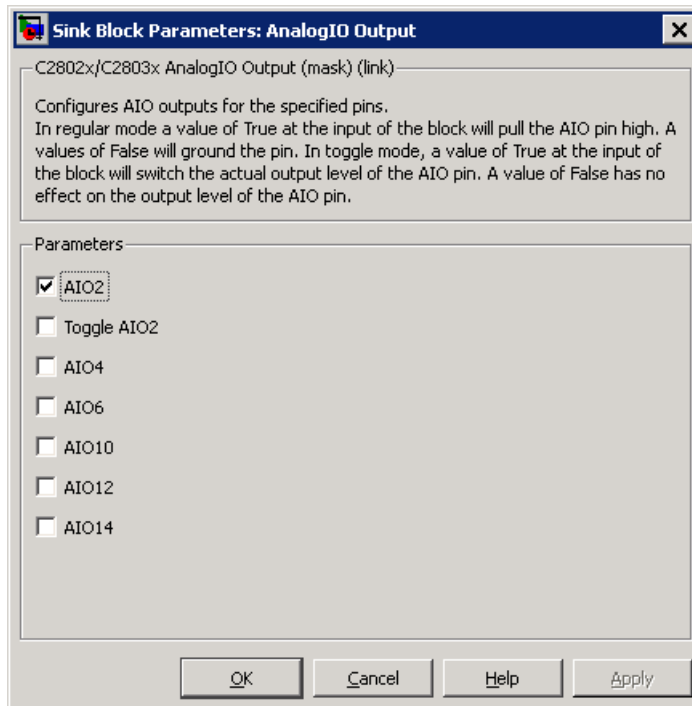 Sink Block Parameters: AnalogIO Output
C2802x/C2803x AnalogIO Output (mask) (link)
Configures AIO outputs for the specified pins.
In regular mode a value of True at the input of the block will pull the AIO pin high. A
values of False will ground the pin. In toggle mode, a value of True at the input of
the block will switch the actual output level of the AIO pin. A value of False has no
effect on the output level of the AIO pin.
Parameters
AIO2
Toggle AIO2
AIO4
AIO6
AIO10
AIO12
AIO14
OK Cancel Help Apply